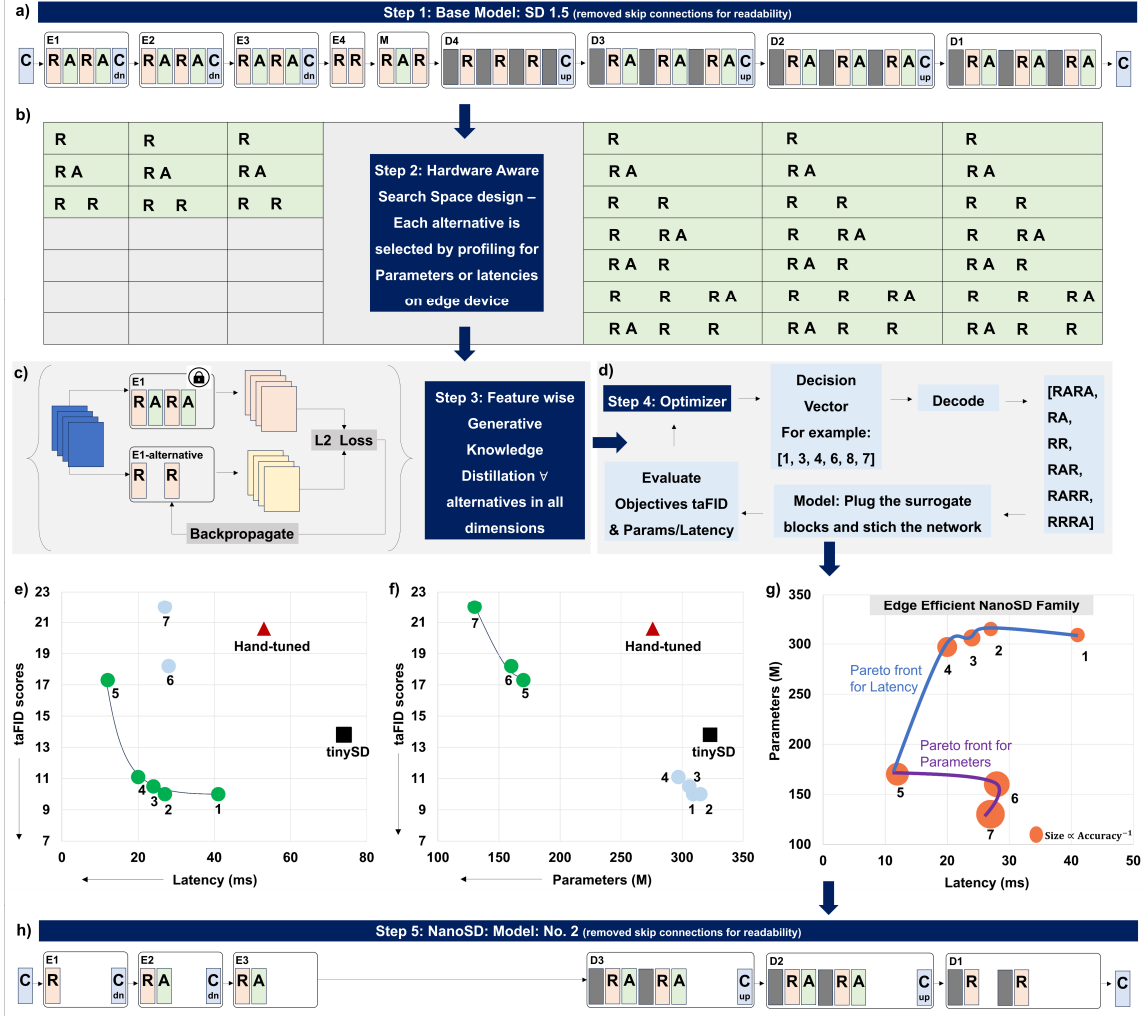 a)
Step 1: Base Model: SD 1.5 (removed skip connections for readability)
E1 E2 E3 E4 M D4 D3 D2 D1
C R A R A C dn R A R A C dn R A R A C dn R R R A R R R R C up R A R A R A C up R A R A R A C up R A R A R A C
b)
R R R R R R
R A R A R A R A R A R A
R R R R R R R R R R R R
R R A R R A R R A
R A R R A R R A R
R R R A R R R A R R R A
R A R R R A R R R A R R
Step 2: Hardware Aware
Search Space design –
Each alternative is
selected by profiling for
Parameters or latencies
on edge device
c)
E1
R A R A
E1-alternative
R R
L2 Loss
Backpropagate
Step 3: Feature wise
Generative
Knowledge
Distillation ∀
alternatives in all
dimensions
d)
Step 4: Optimizer
Decision
Vector
For example:
[1, 3, 4, 6, 8, 7]
Decode
[RARA,
RA,
RR,
RAR,
RARR,
RRRA]
Evaluate
Objectives taFID
& Params/Latency
Model: Plug the surrogate
blocks and stich the network
e)
taFID scores
23
21
19
17
15
13
11
9
7
7
Hand-tuned
6
5
tinySD
4
3
2
1
0 20 40 60 80
Latency (ms)
f)
taFID scores
23
21
19
17
15
13
11
9
7
7
Hand-tuned
6
5
tinySD
4
3
1
2
100 150 200 250 300 350
Parameters (M)
g)
Edge Efficient NanoSD Family
Parameters (M)
350
300
250
200
150
100
Pareto front
for Latency
Pareto front for
Parameters
4
3
2
1
5
6
7
Size ∝ Accuracy⁻¹
0 10 20 30 40 50
Latency (ms)
h)
Step 5: NanoSD: Model: No. 2 (removed skip connections for readability)
E1 E2 E3 D3 D2 D1
C R C dn R A C dn R A R A R A C up R A R A C up R R C